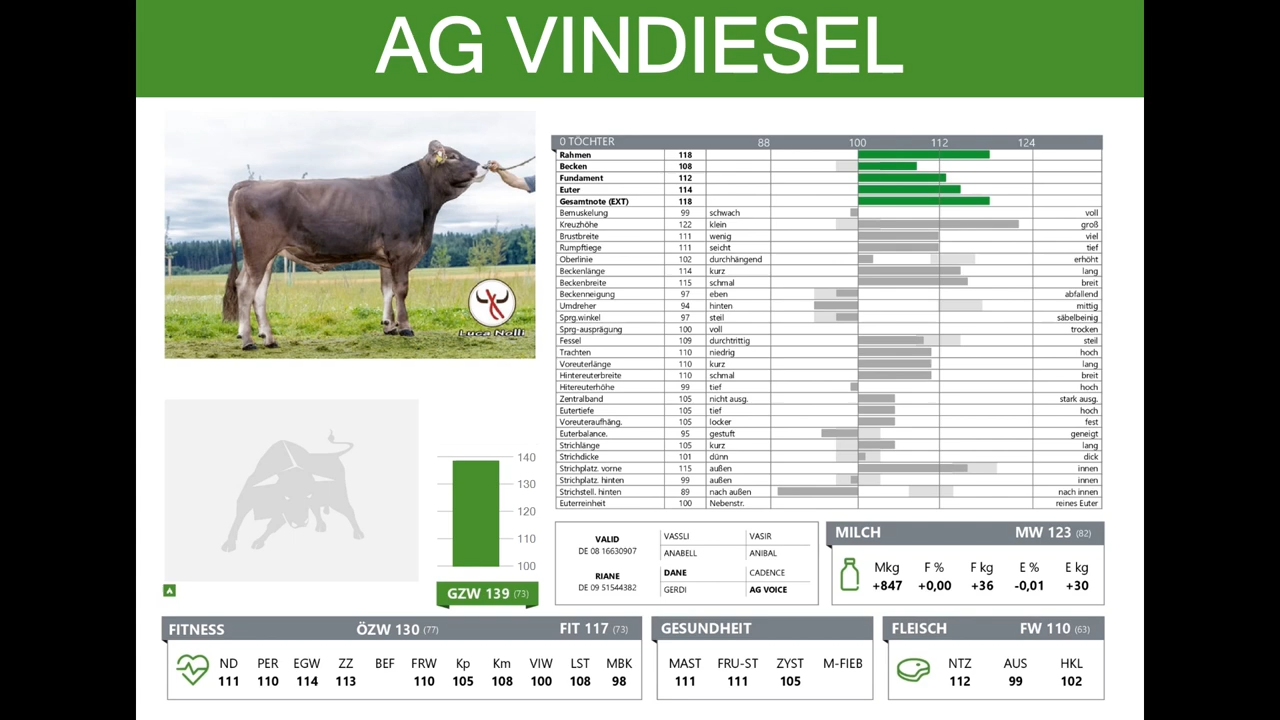 AG VINDIESEL
Luca Nolli
0 TÖCHTER 88 100 112 124
Rahmen 118
Becken 108
Fundament 112
Euter 114
Gesamtnote (EXT) 118
Bemuskelung 99 schwach voll
Kreuzhöhe 122 klein groß
Brustbreite 111 wenig viel
Rumpftiege 111 seicht tief
Oberlinie 102 durchhängend erhöht
Beckenlänge 114 kurz lang
Beckenbreite 115 schmal breit
Beckenneigung 97 eben abfallend
Umdreher 94 hinten mittig
Sprg.winkel 97 steil säbelbeinig
Sprg-ausprägung 100 voll trocken
Fessel 109 durchtrittig steil
Trachten 110 niedrig hoch
Voreuterlänge 110 kurz lang
Hintereuterbreite 110 schmal breit
Hitereuterhöhe 99 tief hoch
Zentralband 105 nicht ausg. stark ausg.
Eutertiefe 105 tief hoch
Voreuteraufhäng. 105 locker fest
Euterbalance. 95 gestuft geneigt
Strichlänge 105 kurz lang
Strichdicke 101 dünn dick
Strichplatz. vorne 115 außen innen
Strichplatz. hinten 99 außen innen
Strichstell. hinten 89 nach außen nach innen
Euterreinheit 100 Nebenstr. reines Euter
140
130
120
110
100
GZW 139 (73)
VALID
DE 08 16630907
RIANE
DE 09 51544382
VASSLI VASIR
ANABELL ANIBAL
DANE CADENCE
GERDI AG VOICE
MILCH MW 123 (82)
Mkg F % F kg E % E kg
+847 +0,00 +36 -0,01 +30
FITNESS ÖZW 130 (77) FIT 117 (73)
ND PER EGW ZZ BEF FRW Kp Km VIW LST MBK
111 110 114 113 110 105 108 100 108 98
GESUNDHEIT
MAST FRU-ST ZYST M-FIEB
111 111 105
FLEISCH FW 110 (63)
NTZ AUS HKL
112 99 102